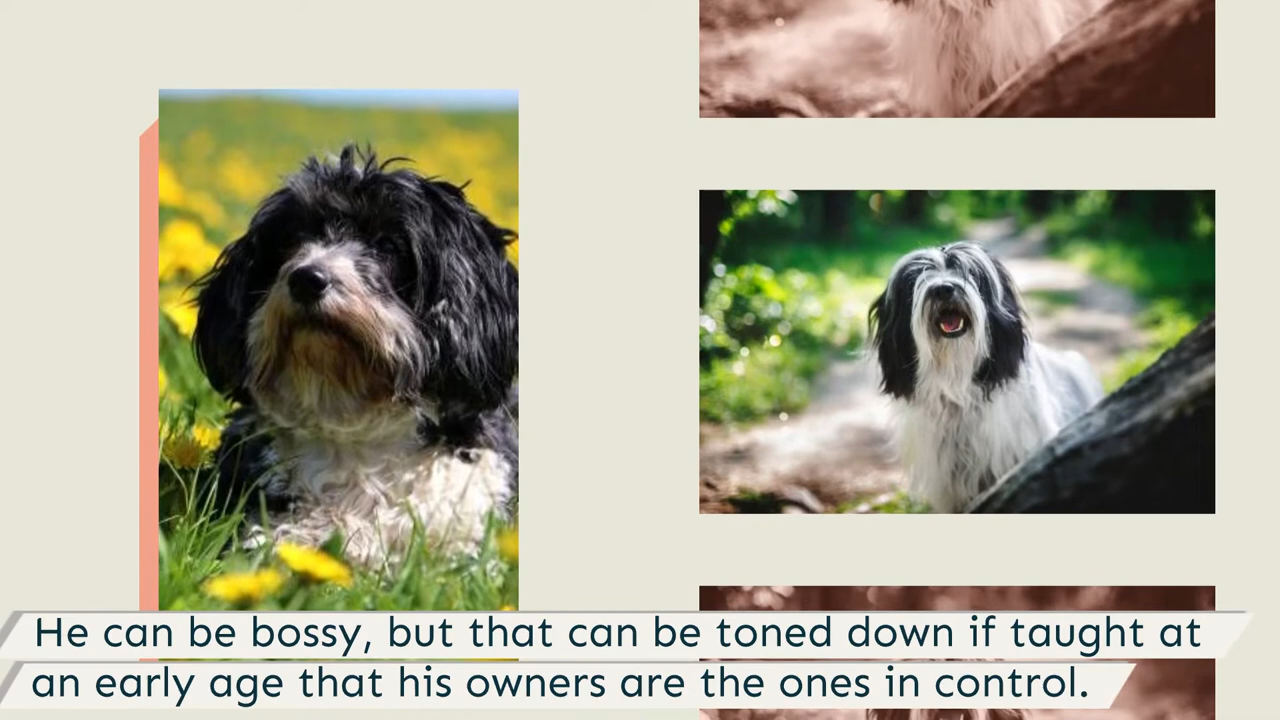 He can be bossy, but that can be toned down if taught at
an early age that his owners are the ones in control.